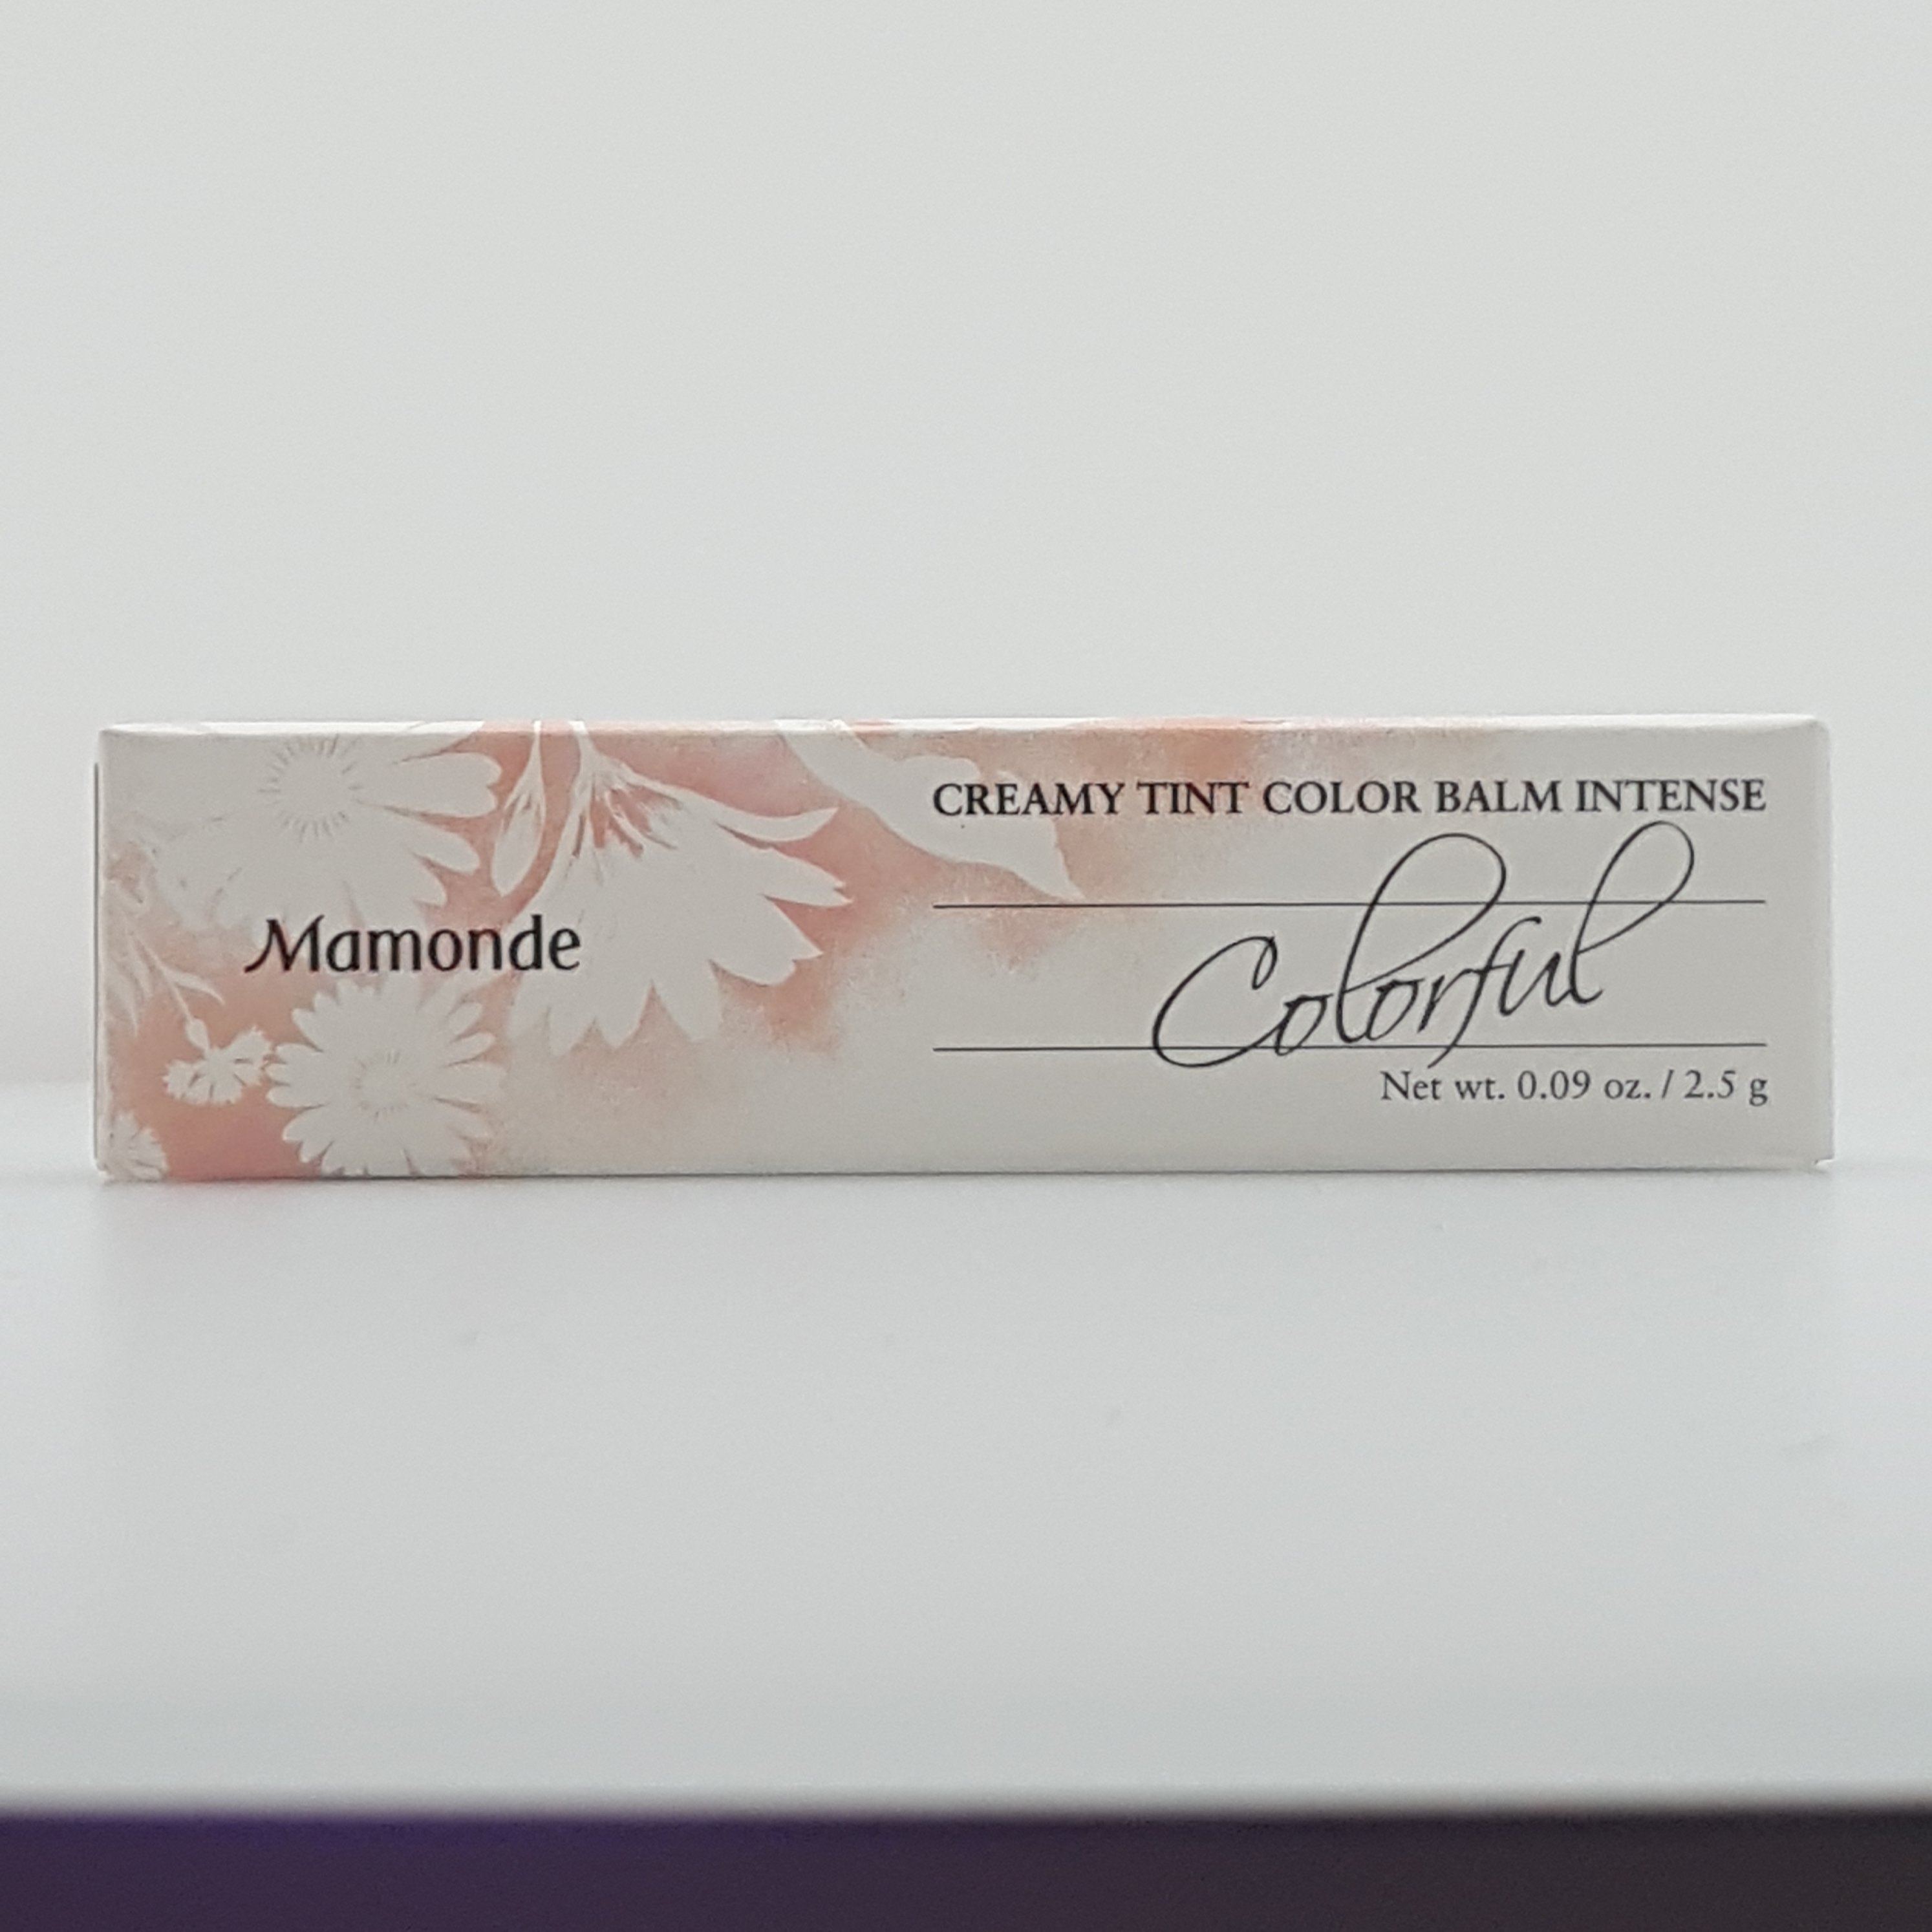 Mamonde
CREAMY TINT COLOR BALM INTENSE
Colorful
Net wt. 0.09 oz. / 2.5 g